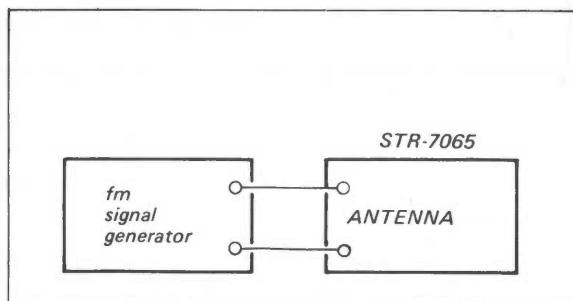 STR-7065
fm
signal
generator
ANTENNA